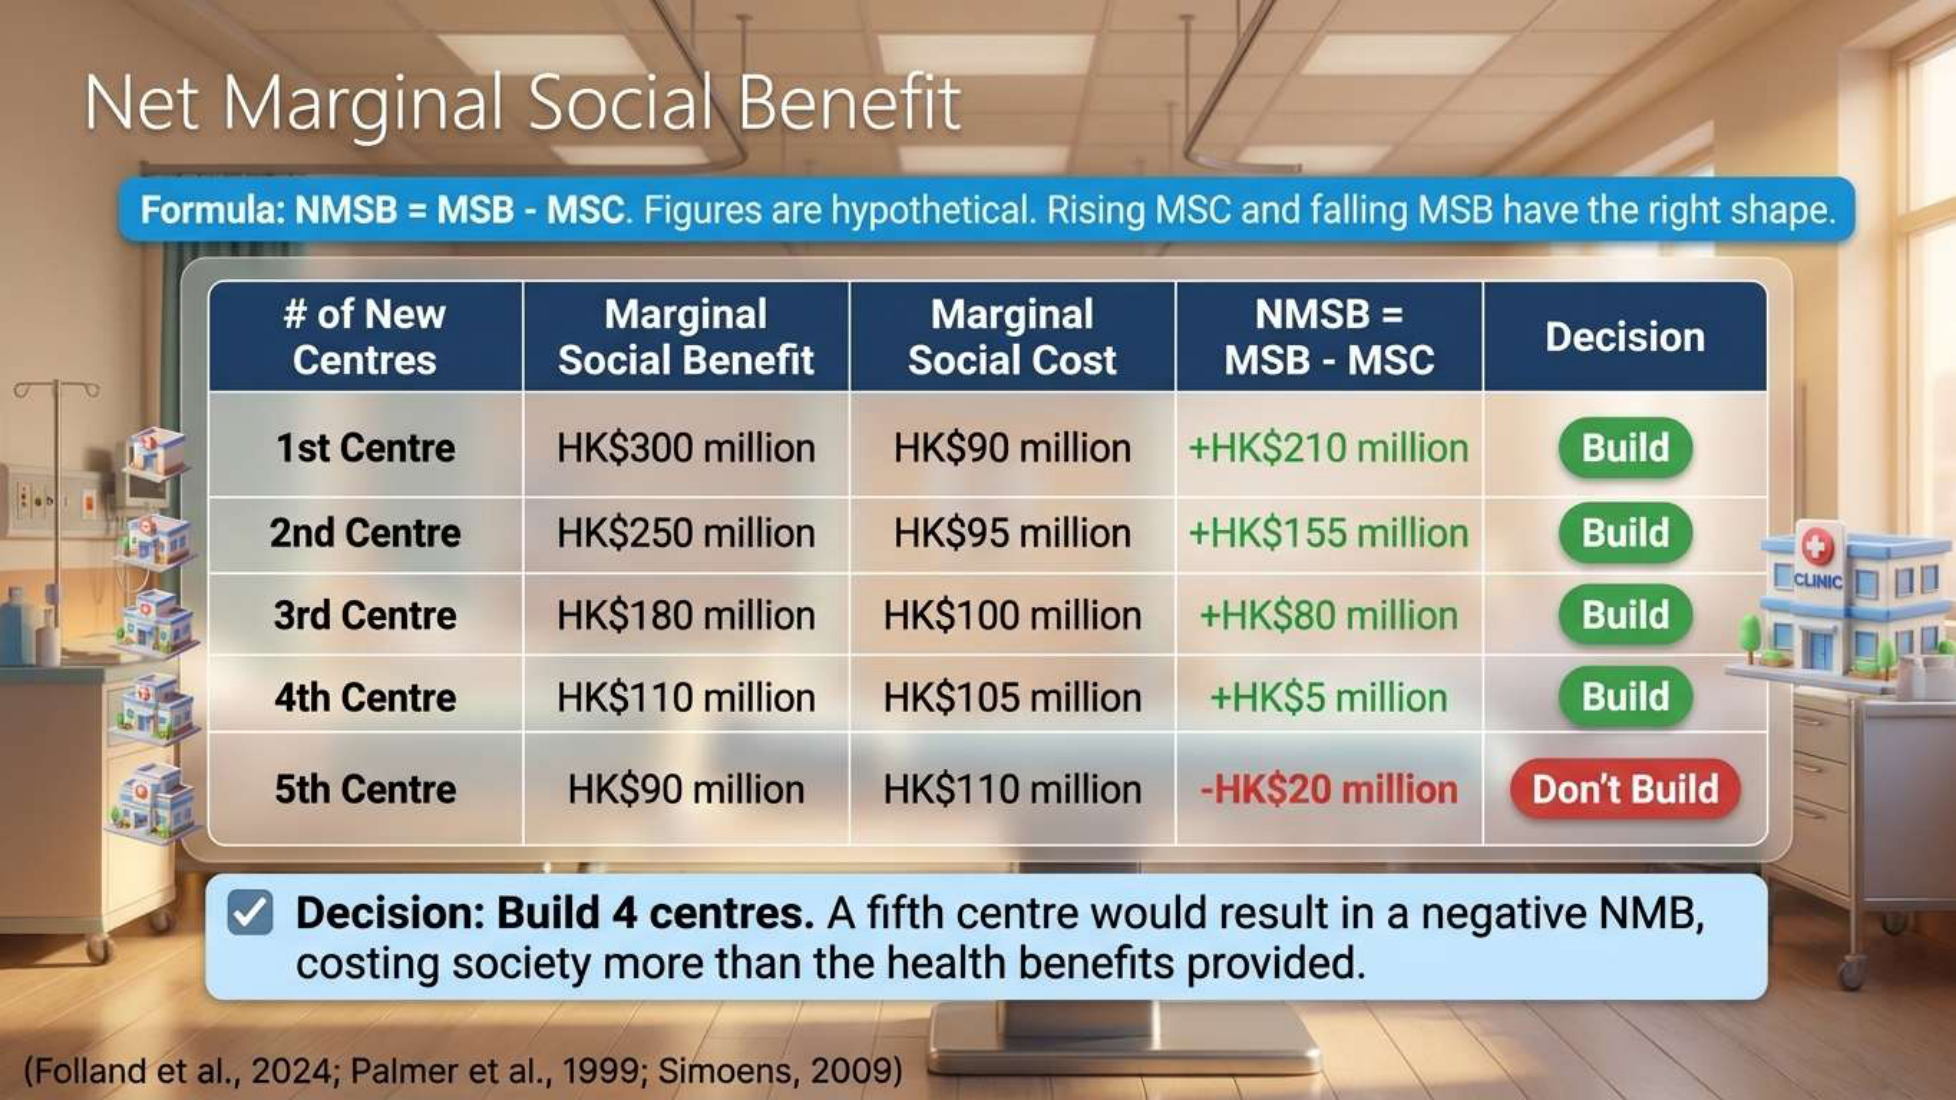 Net Marginal Social Benefit
Formula: NMSB = MSB - MSC. Figures are hypothetical. Rising MSC and falling MSB have the right shape.
# of New Centres
Marginal Social Benefit
Marginal Social Cost
NMSB = MSB - MSC
Decision
1st Centre HK$300 million HK$90 million +HK$210 million Build
2nd Centre HK$250 million HK$95 million +HK$155 million Build
3rd Centre HK$180 million HK$100 million +HK$80 million Build
4th Centre HK$110 million HK$105 million +HK$5 million Build
5th Centre HK$90 million HK$110 million -HK$20 million Don't Build
CLINIC
Decision: Build 4 centres. A fifth centre would result in a negative NMB,
costing society more than the health benefits provided.
(Folland et al., 2024; Palmer et al., 1999; Simoens, 2009)